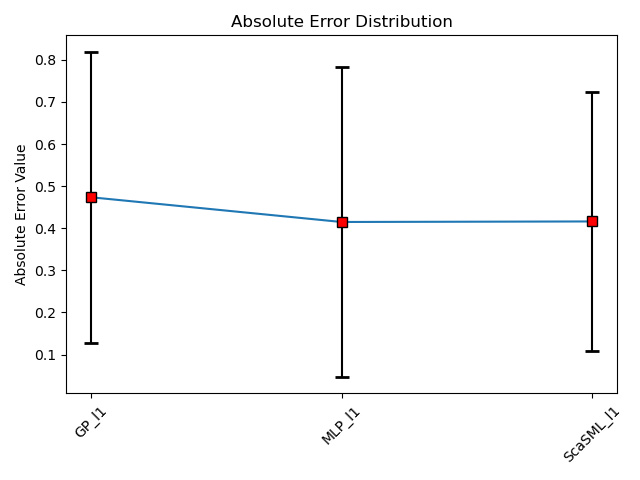 Absolute Error Distribution
Absolute Error Value
0.8
0.7
0.6
0.5
0.4
0.3
0.2
0.1
GP_l1
MLP_l1
ScaSML_l1